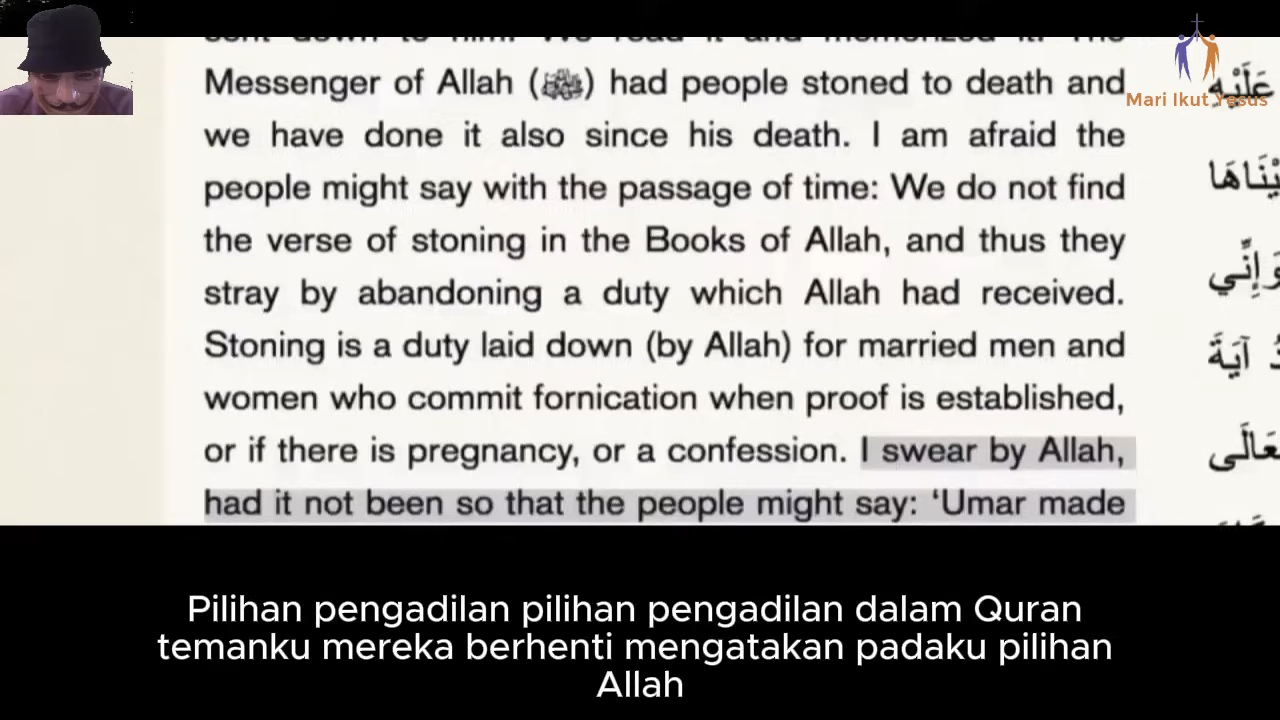 Messenger of Allah (ﷺ) had people stoned to death and
we have done it also since his death. I am afraid the
people might say with the passage of time: We do not find
the verse of stoning in the Books of Allah, and thus they
stray by abandoning a duty which Allah had received.
Stoning is a duty laid down (by Allah) for married men and
women who commit fornication when proof is established,
or if there is pregnancy, or a confession. I swear by Allah,
had it not been so that the people might say: ‘Umar made
Mari Ikut Yesus
عَلَيْهِ
آيَةَ
Pilihan pengadilan pilihan pengadilan dalam Quran
temanku mereka berhenti mengatakan padaku pilihan
Allah